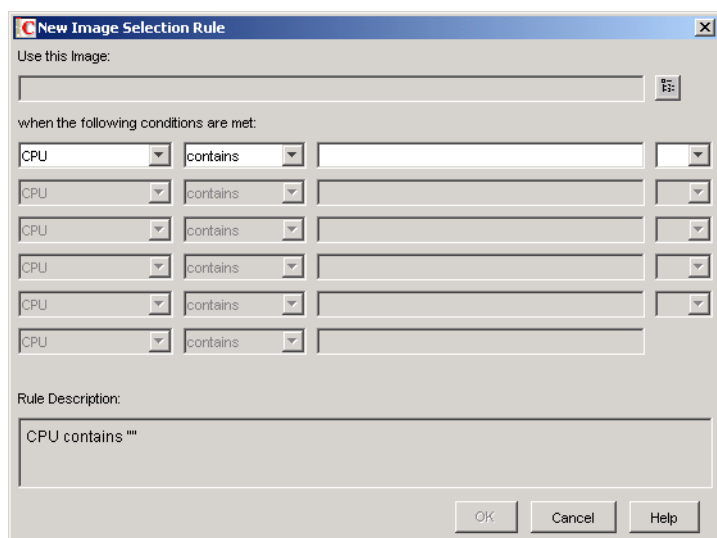 New Image Selection Rule
Use this Image:
when the following conditions are met:
CPU contains
CPU contains
CPU contains
CPU contains
CPU contains
CPU contains
Rule Description:
CPU contains ""
OK Cancel Help